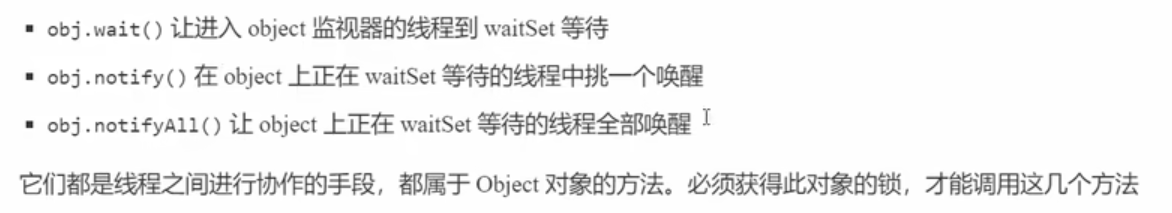 ▪ obj.wait() 让进入 object 监视器的线程到 waitSet 等待
▪ obj.notify() 在 object 上正在 waitSet 等待的线程中挑一个唤醒
▪ obj.notifyAll() 让 object 上正在 waitSet 等待的线程全部唤醒
它们都是线程之间进行协作的手段，都属于 Object 对象的方法。必须获得此对象的锁，才能调用这几个方法